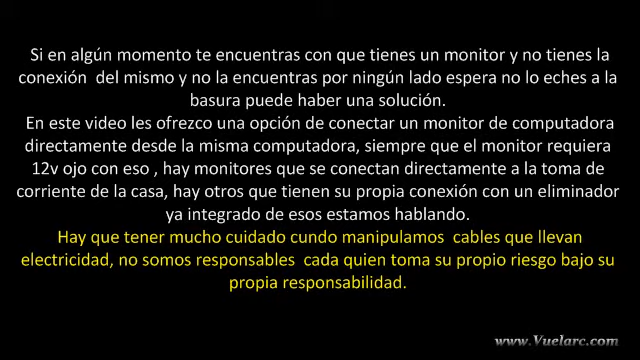 Si en algún momento te encuentras con que tienes un monitor y no tienes la
conexión  del mismo y no la encuentras por ningún lado espera no lo eches a la
basura puede haber una solución.
En este video les ofrezco una opción de conectar un monitor de computadora
directamente desde la misma computadora, siempre que el monitor requiera
12v ojo con eso , hay monitores que se conectan directamente a la toma de
corriente de la casa, hay otros que tienen su propia conexión con un eliminador
ya integrado de esos estamos hablando.
Hay que tener mucho cuidado cundo manipulamos  cables que llevan
electricidad, no somos responsables  cada quien toma su propio riesgo bajo su
propia responsabilidad.
www.Vuelarc.com